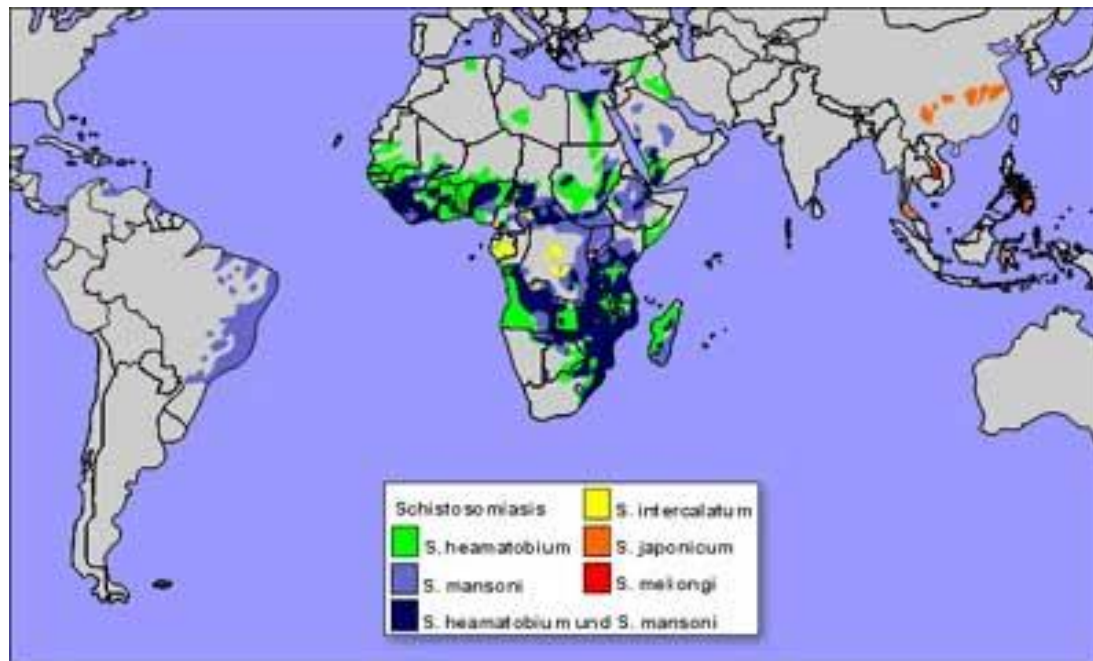 Schistosomiasis
S. heamatobium
S. mansoni
S. heamatobium und S. mansoni
S. intercalatum
S. japonicum
S. mekongi